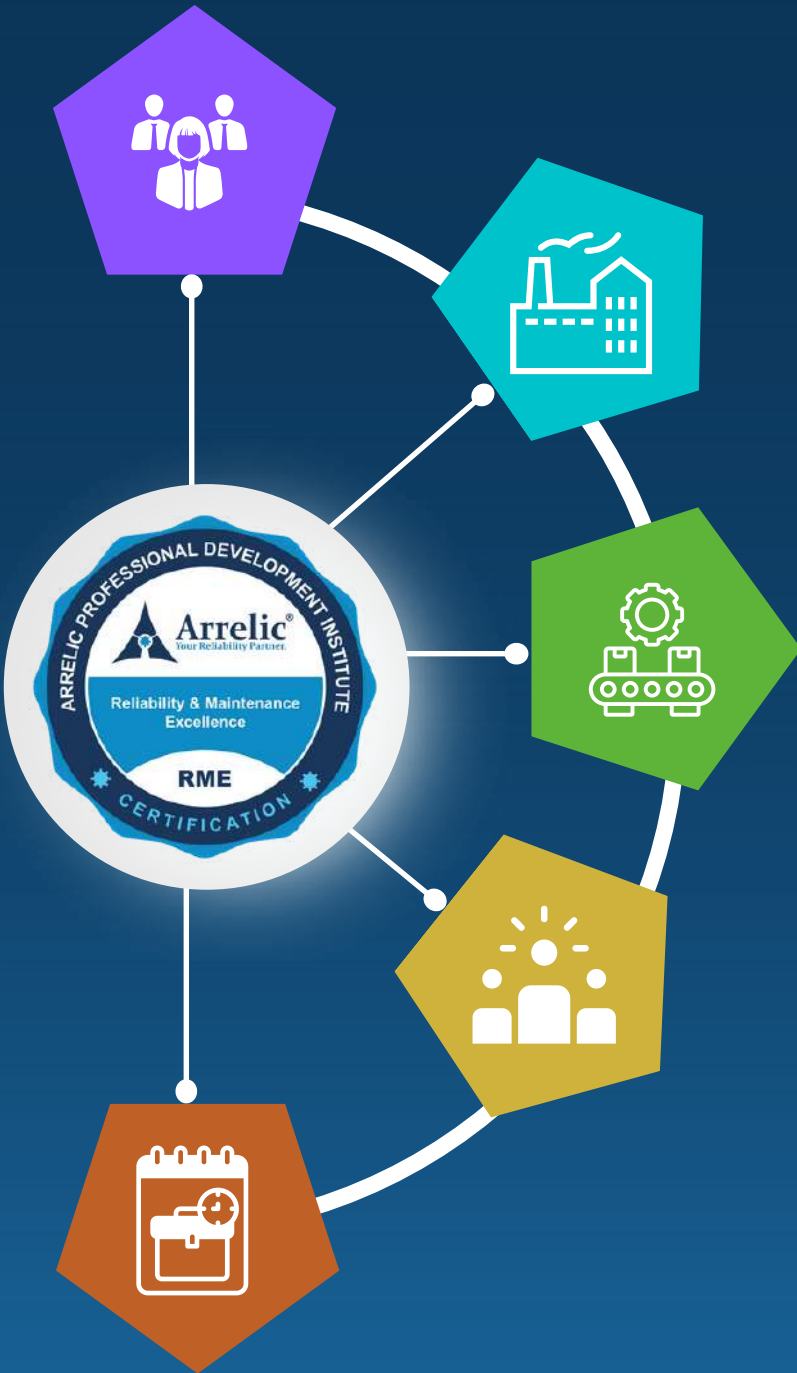 ARRELIC PROFESSIONAL DEVELOPMENT INSTITUTE
Arrelic®
Your Reliability Partner
Reliability & Maintenance
Excellence
RME
CERTIFICATION